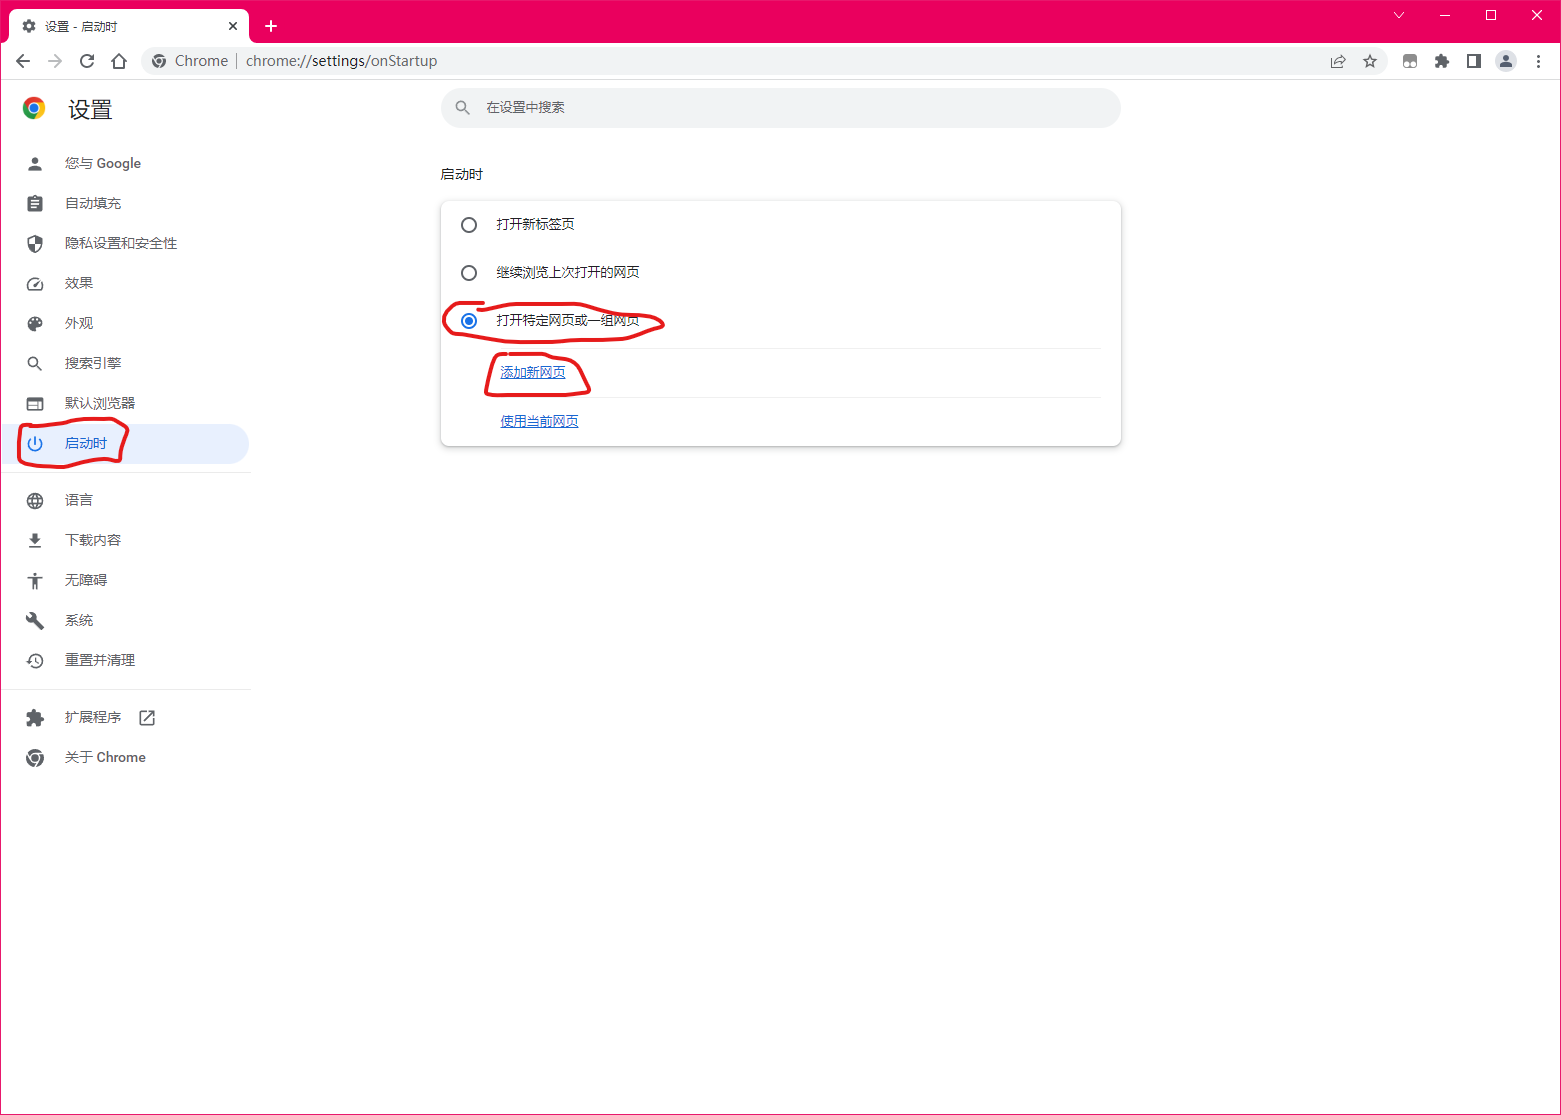 设置 - 启动时
Chrome | chrome://settings/onStartup
设置
在设置中搜索
您与 Google
自动填充
隐私设置和安全性
效果
外观
搜索引擎
默认浏览器
启动时
语言
下载内容
无障碍
系统
重置并清理
扩展程序
关于 Chrome
启动时
打开新标签页
继续浏览上次打开的网页
打开特定网页或一组网页
添加新网页
使用当前网页